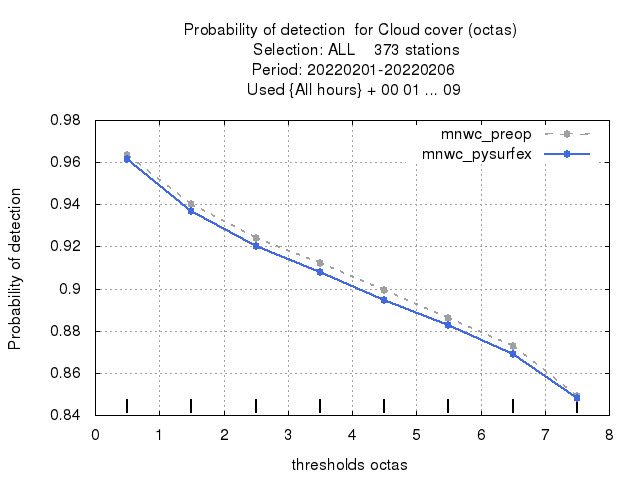 Probability of detection  for Cloud cover (octas)
Selection: ALL    373 stations
Period: 20220201-20220206
Used {All hours} + 00 01 ... 09
mnwc_preop
mnwc_pysurfex
Probability of detection
0.98
0.96
0.94
0.92
0.9
0.88
0.86
0.84
0 1 2 3 4 5 6 7 8
thresholds octas